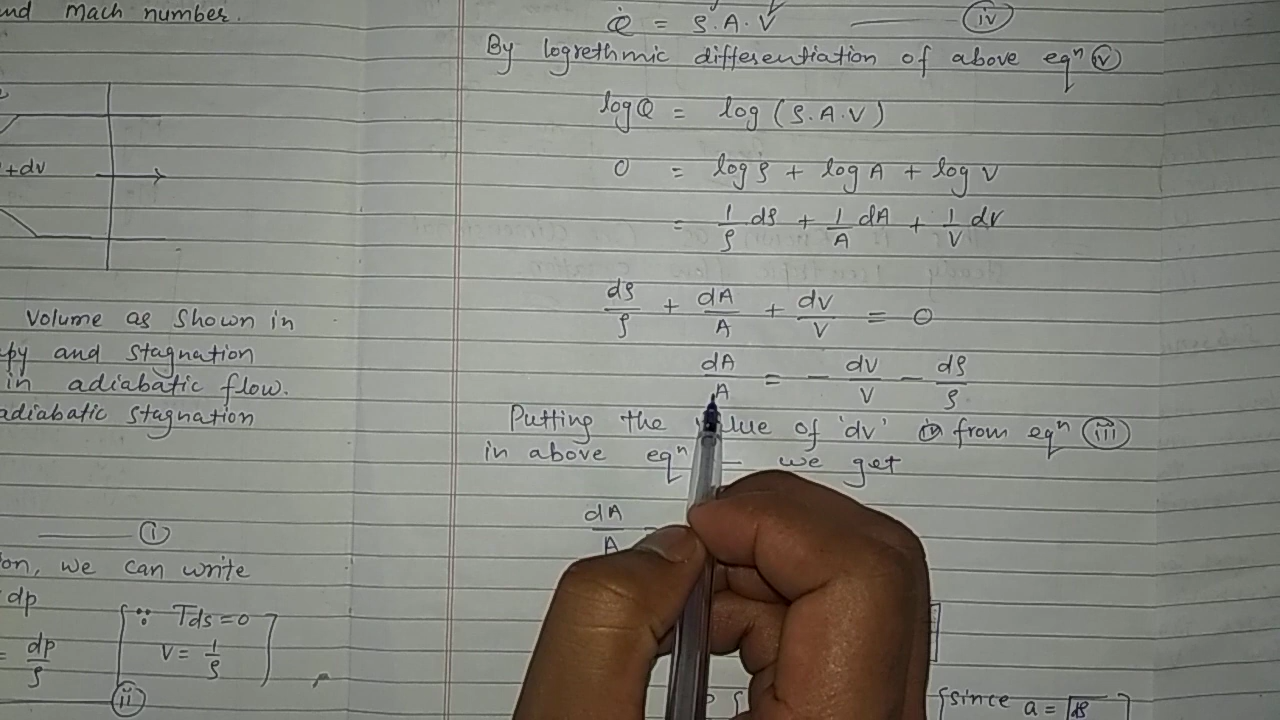 and mach number.
+dv
volume as shown in
and stagnation
in adiabatic flow.
adiabatic stagnation
(i)
on, we can write
dp
= dp/ρ
[∵ Tds = 0
v = 1/ρ]
(ii)
Q̇ = ρ.A.V (iv)
By logrethmic differentiation of above eqⁿ (v)
log Q = log (ρ.A.V)
0 = log ρ + log A + log V
= 1/ρ dρ + 1/A dA + 1/V dv
dρ/ρ + dA/A + dv/V = 0
dA/A = - dv/V - dρ/ρ
Putting the of 'dv' from eqⁿ (iii)
in above eqⁿ we get
dA/A =
{since a =